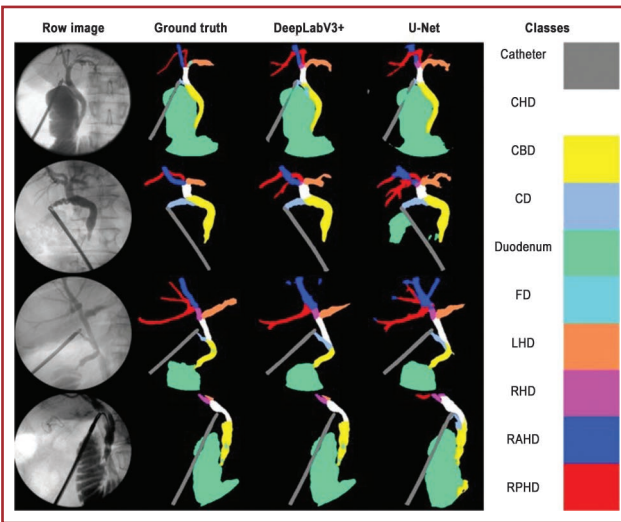 Row image Ground truth DeepLabV3+ U-Net Classes
Catheter
CHD
CBD
CD
Duodenum
FD
LHD
RHD
RAHD
RPHD